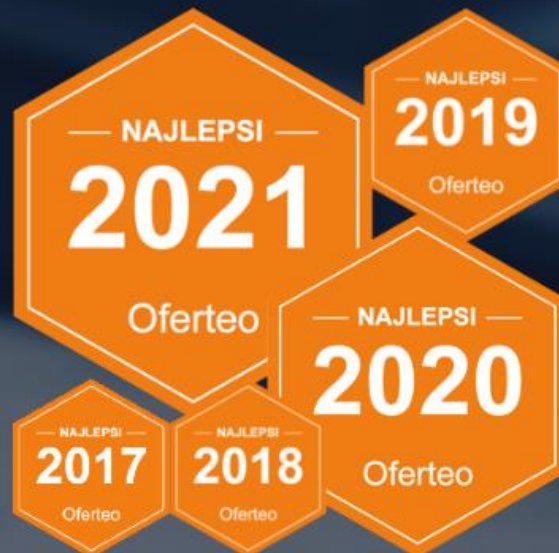 NAJLEPSI
2021
Oferteo
NAJLEPSI
2019
Oferteo
NAJLEPSI
2020
Oferteo
NAJLEPSI
2017
Oferteo
NAJLEPSI
2018
Oferteo